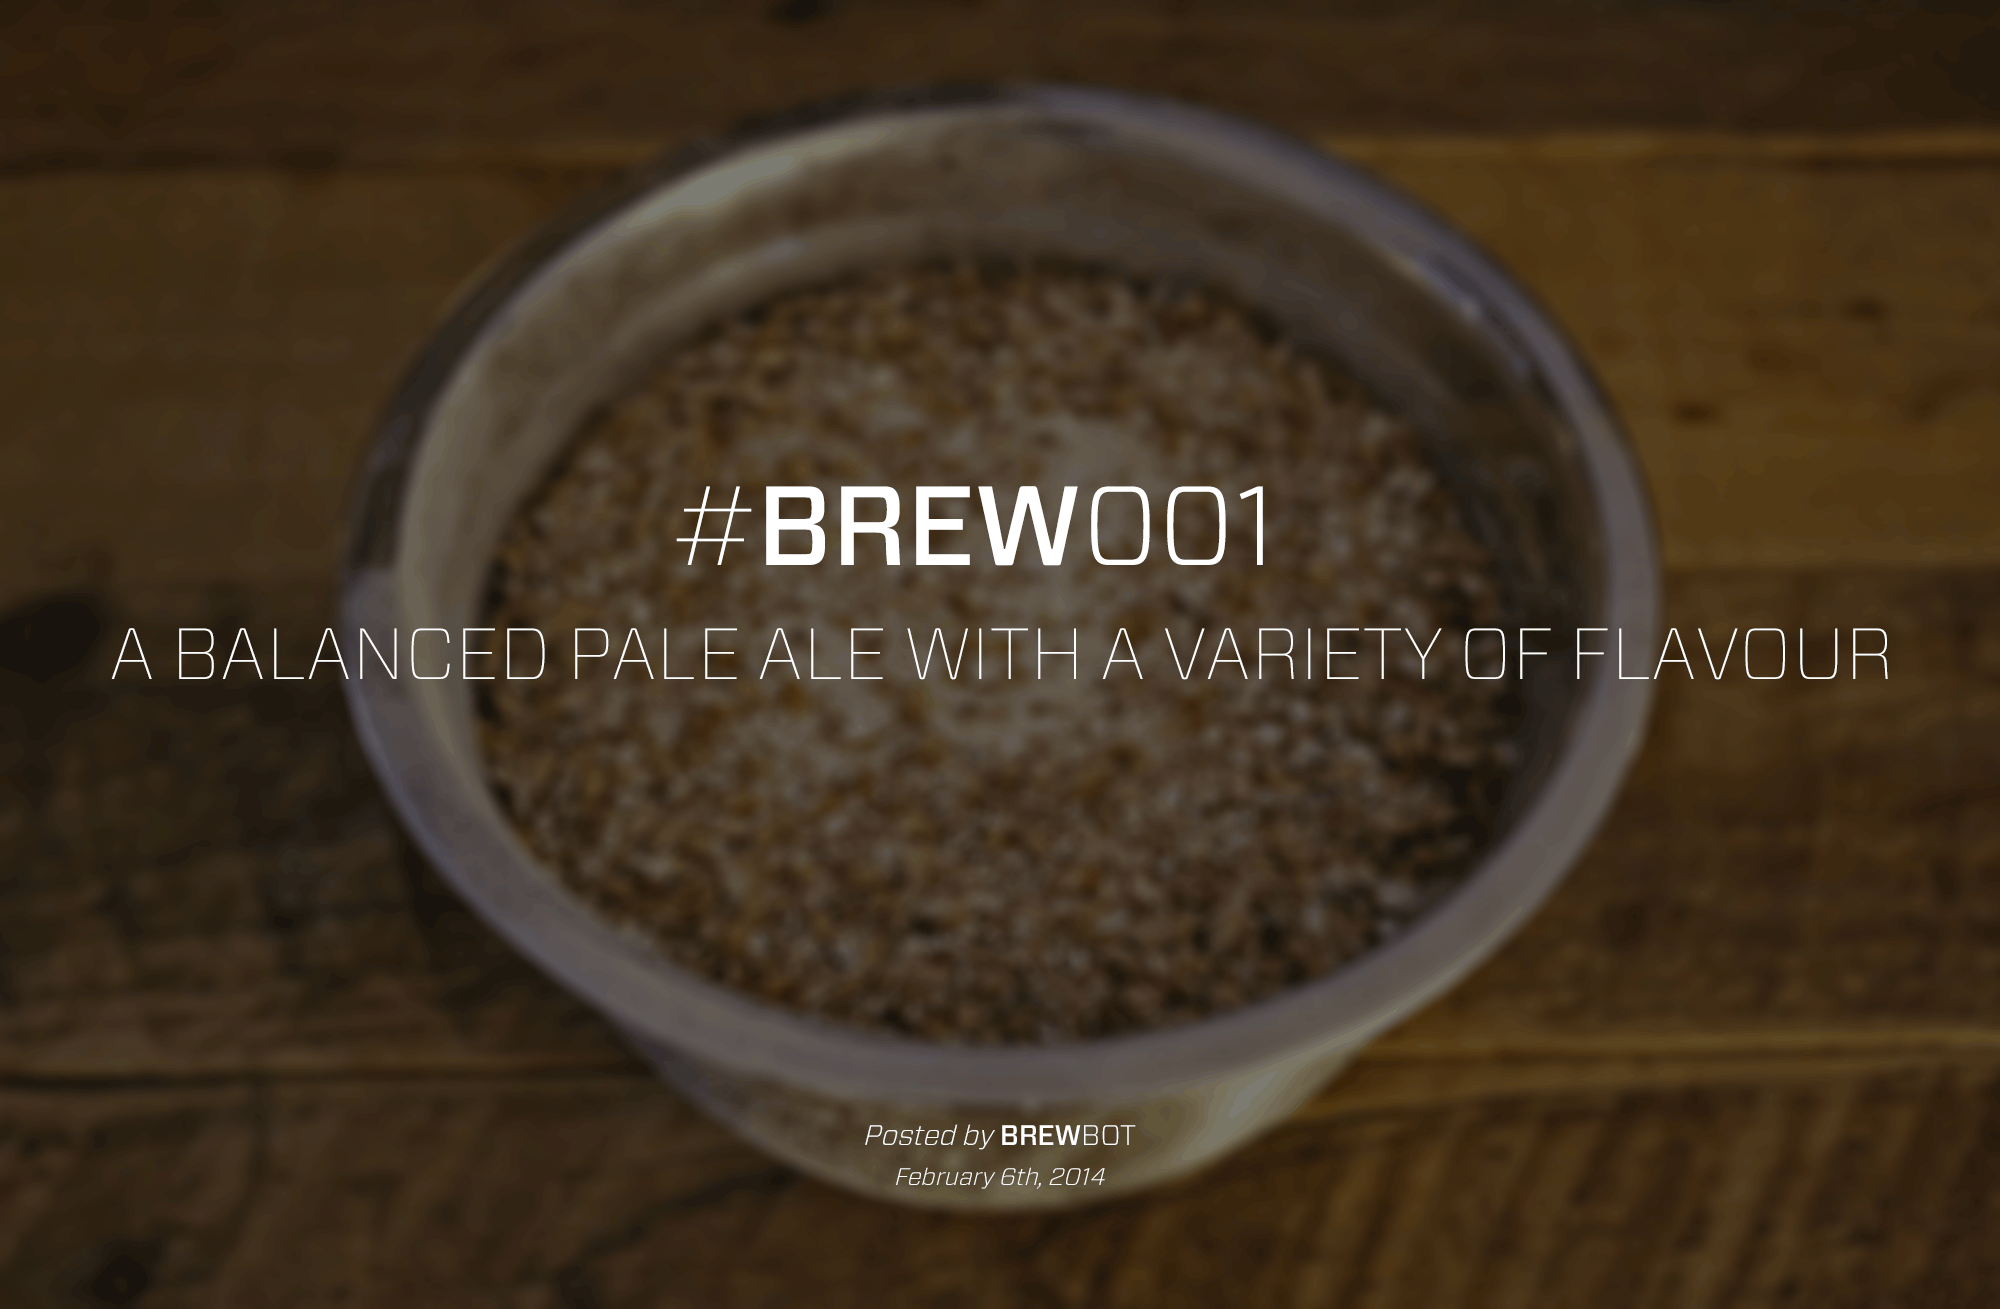 #BREW001
A BALANCED PALE ALE WITH A VARIETY OF FLAVOUR
Posted by BREWBOT
February 6th, 2014